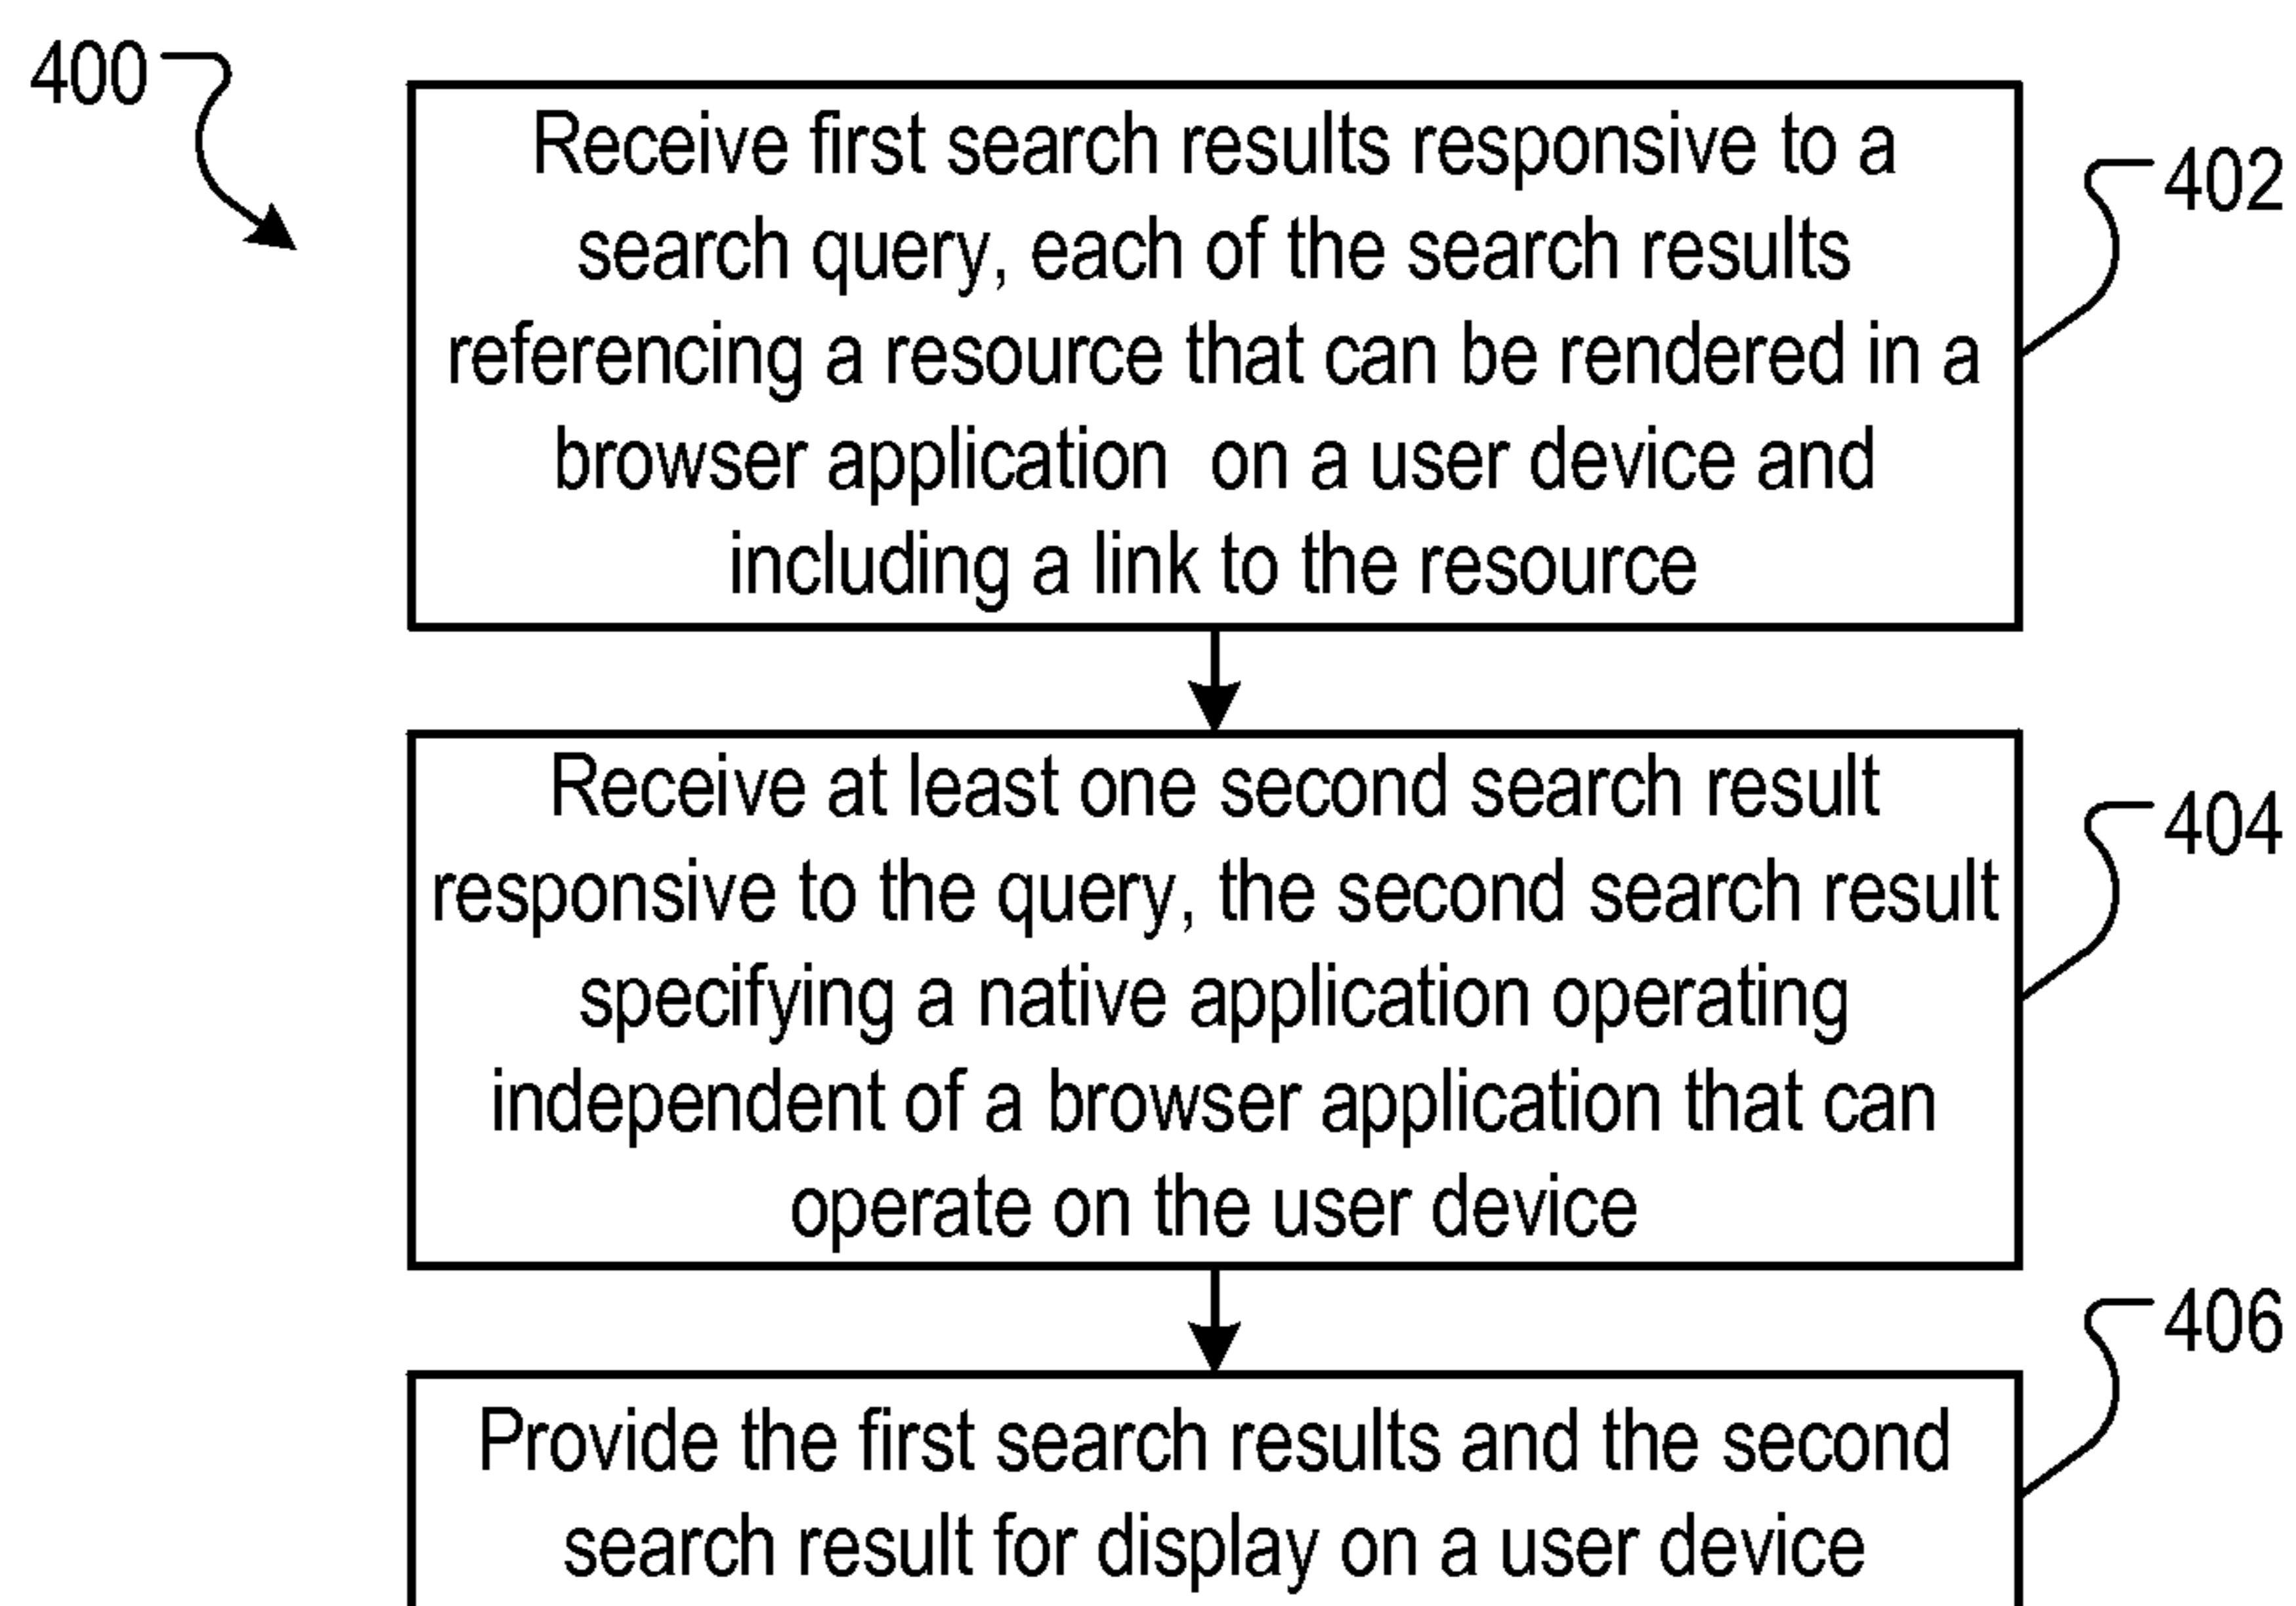 400
Receive first search results responsive to a
search query, each of the search results
referencing a resource that can be rendered in a
browser application on a user device and
including a link to the resource
402
Receive at least one second search result
responsive to the query, the second search result
specifying a native application operating
independent of a browser application that can
operate on the user device
404
Provide the first search results and the second
search result for display on a user device
406